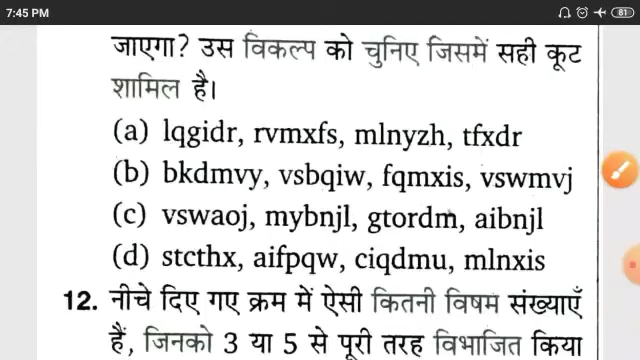 7:45 PM
81
जाएगा? उस विकल्प को चुनिए जिसमें सही कूट
शामिल है।
(a) lqgidr, rvmxfs, mlnyzh, tfxdr
(b) bkdmvy, vsbqiw, fqmxis, vswmvj
(c) vswaoj, mybnjl, gtordm, aibnjl
(d) stcthx, aifpqw, ciqdmu, mlnxis
12. नीचे दिए गए क्रम में ऐसी कितनी विषम संख्याएँ
हैं, जिनको 3 या 5 से पूरी तरह विभाजित किया